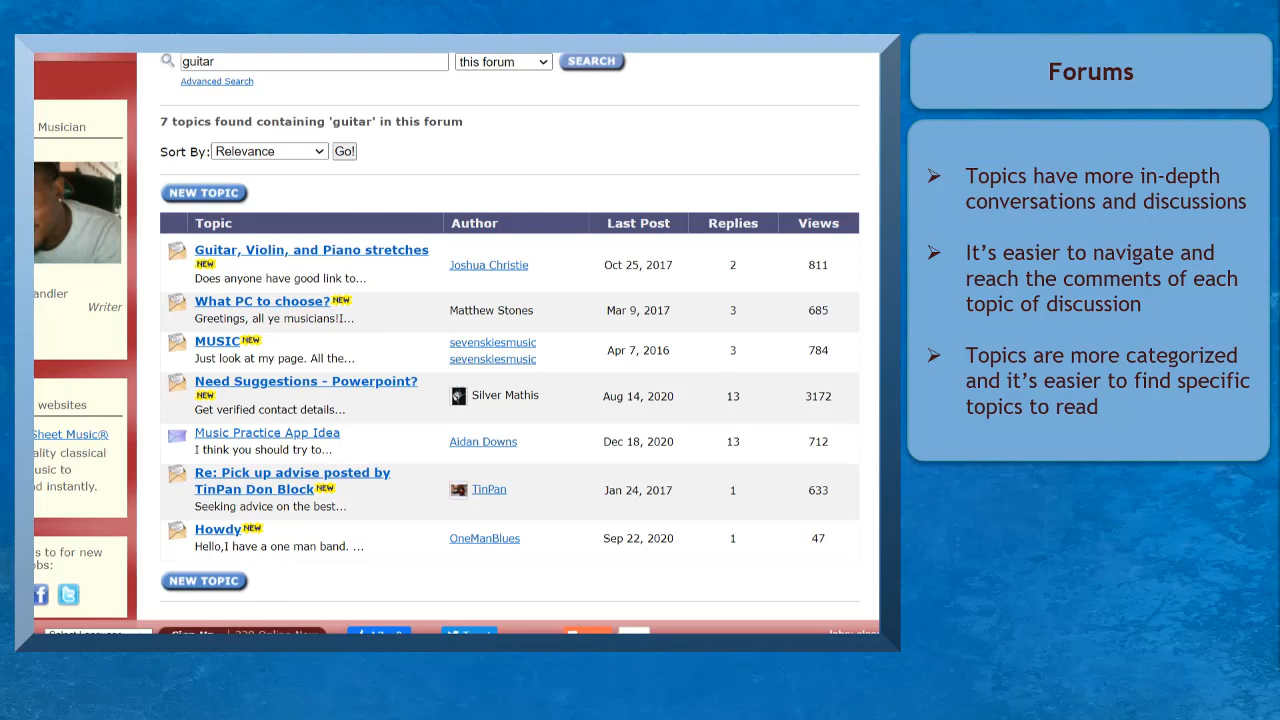 guitar
this forum
SEARCH
Advanced Search
7 topics found containing 'guitar' in this forum
Sort By: Relevance Go!
NEW TOPIC
Topic Author Last Post Replies Views
Guitar, Violin, and Piano stretches
NEW
Does anyone have good link to...
Joshua Christie Oct 25, 2017 2 811
What PC to choose? NEW
Greetings, all ye musicians!I...
Matthew Stones Mar 9, 2017 3 685
MUSIC NEW
Just look at my page. All the...
sevenskiesmusic
sevenskiesmusic
Apr 7, 2016 3 784
Need Suggestions - Powerpoint?
NEW
Get verified contact details...
Silver Mathis Aug 14, 2020 13 3172
Music Practice App Idea
I think you should try to...
Aidan Downs Dec 18, 2020 13 712
Re: Pick up advise posted by
TinPan Don Block NEW
Seeking advice on the best...
TinPan Jan 24, 2017 1 633
Howdy NEW
Hello,I have a one man band. ...
OneManBlues Sep 22, 2020 1 47
NEW TOPIC
Musician
andler
Writer
websites
Sheet Music®
ality classical
usic to
d instantly.
s to for new
obs:
Forums
Topics have more in-depth
conversations and discussions
It's easier to navigate and
reach the comments of each
topic of discussion
Topics are more categorized
and it's easier to find specific
topics to read